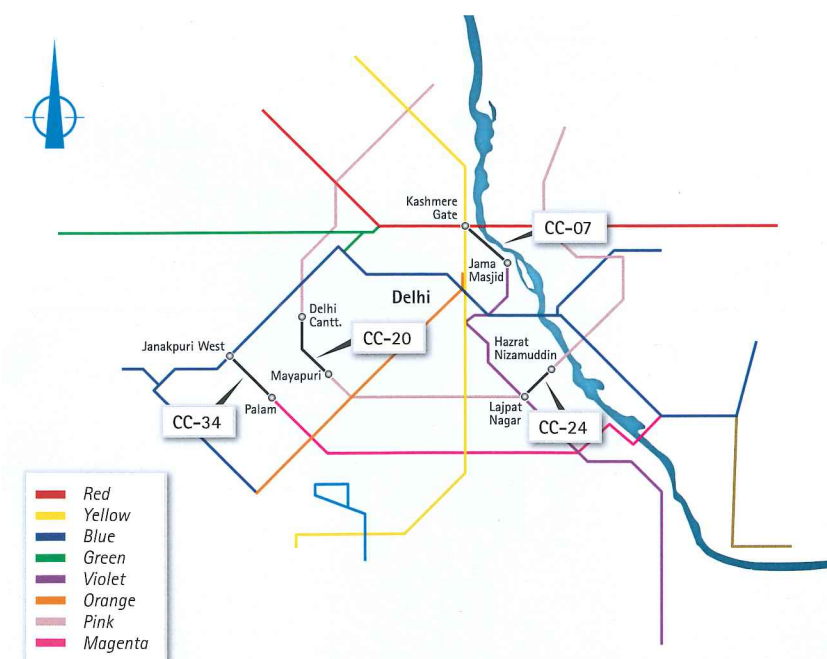 Kashmere
Gate
CC-07
Jama
Masjid
Delhi
Delhi
Cantt.
CC-20
Hazrat
Nizamuddin
Janakpuri West
Mayapuri
CC-34
Palam
Lajpat
Nagar
CC-24
Red
Yellow
Blue
Green
Violet
Orange
Pink
Magenta